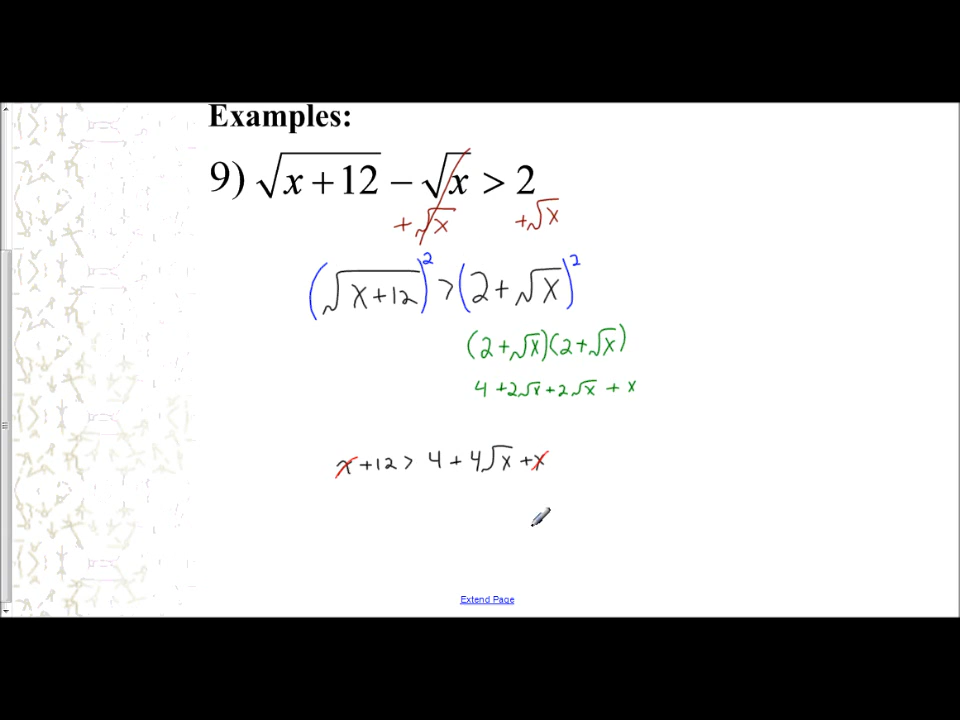 Examples:
9) √(x+12) − √x > 2
+√x +√x
(√(x+12))² > (2+√x)²
(2+√x)(2+√x)
4+2√x+2√x+x
x+12 > 4+4√x+x
Extend Page